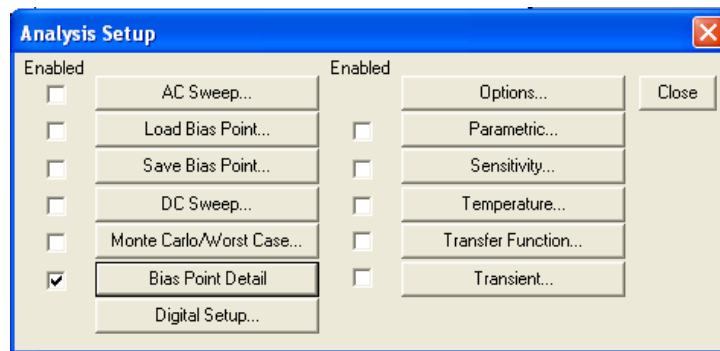 Analysis Setup
Enabled Enabled
AC Sweep... Options... Close
Load Bias Point... Parametric...
Save Bias Point... Sensitivity...
DC Sweep... Temperature...
Monte Carlo/Worst Case... Transfer Function...
Bias Point Detail Transient...
Digital Setup...